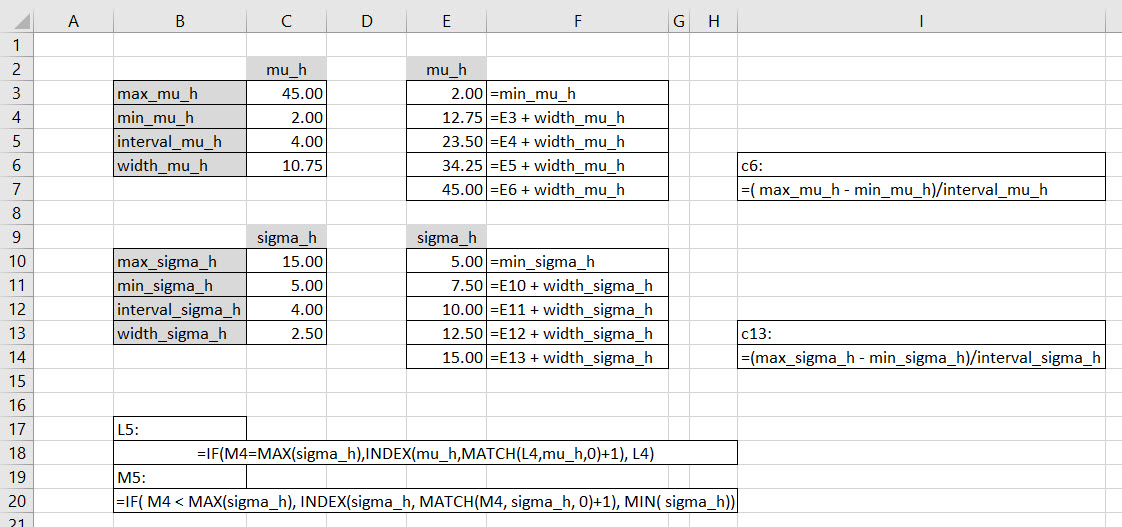 A B C D E F G H I
1
2 mu_h mu_h
3 max_mu_h 45.00 2.00 =min_mu_h
4 min_mu_h 2.00 12.75 =E3 + width_mu_h
5 interval_mu_h 4.00 23.50 =E4 + width_mu_h
6 width_mu_h 10.75 34.25 =E5 + width_mu_h c6:
7 45.00 =E6 + width_mu_h =( max_mu_h - min_mu_h)/interval_mu_h
8
9 sigma_h sigma_h
10 max_sigma_h 15.00 5.00 =min_sigma_h
11 min_sigma_h 5.00 7.50 =E10 + width_sigma_h
12 interval_sigma_h 4.00 10.00 =E11 + width_sigma_h
13 width_sigma_h 2.50 12.50 =E12 + width_sigma_h c13:
14 15.00 =E13 + width_sigma_h =(max_sigma_h - min_sigma_h)/interval_sigma_h
15
16
17 L5:
18 =IF(M4=MAX(sigma_h),INDEX(mu_h,MATCH(L4,mu_h,0)+1), L4)
19 M5:
20 =IF( M4 < MAX(sigma_h), INDEX(sigma_h, MATCH(M4, sigma_h, 0)+1), MIN( sigma_h))
21